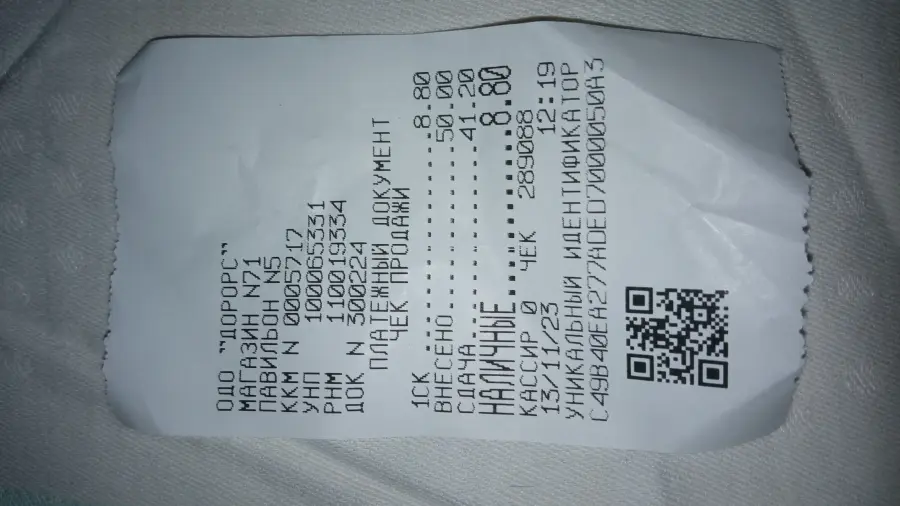 ОДО "ДОРОРС"
МАГАЗИН N71
ПАВИЛЬОН N5
ККМ N 0005717
УНП 100065331
РНМ 110019334
ДОК N 3002224
ПЛАТЕЖНЫЙ ДОКУМЕНТ
ЧЕК ПРОДАЖИ
1СК ................8.80
ВНЕСЕНО............50.00
СДАЧА..............41.20
НАЛИЧНЫЕ............8.80
КАССИР 0 ЧЕК 289088
13/11/23 12:19
УНИКАЛЬНЫЙ ИДЕНТИФИКАТОР
C49B40EA277ADED7000050A3